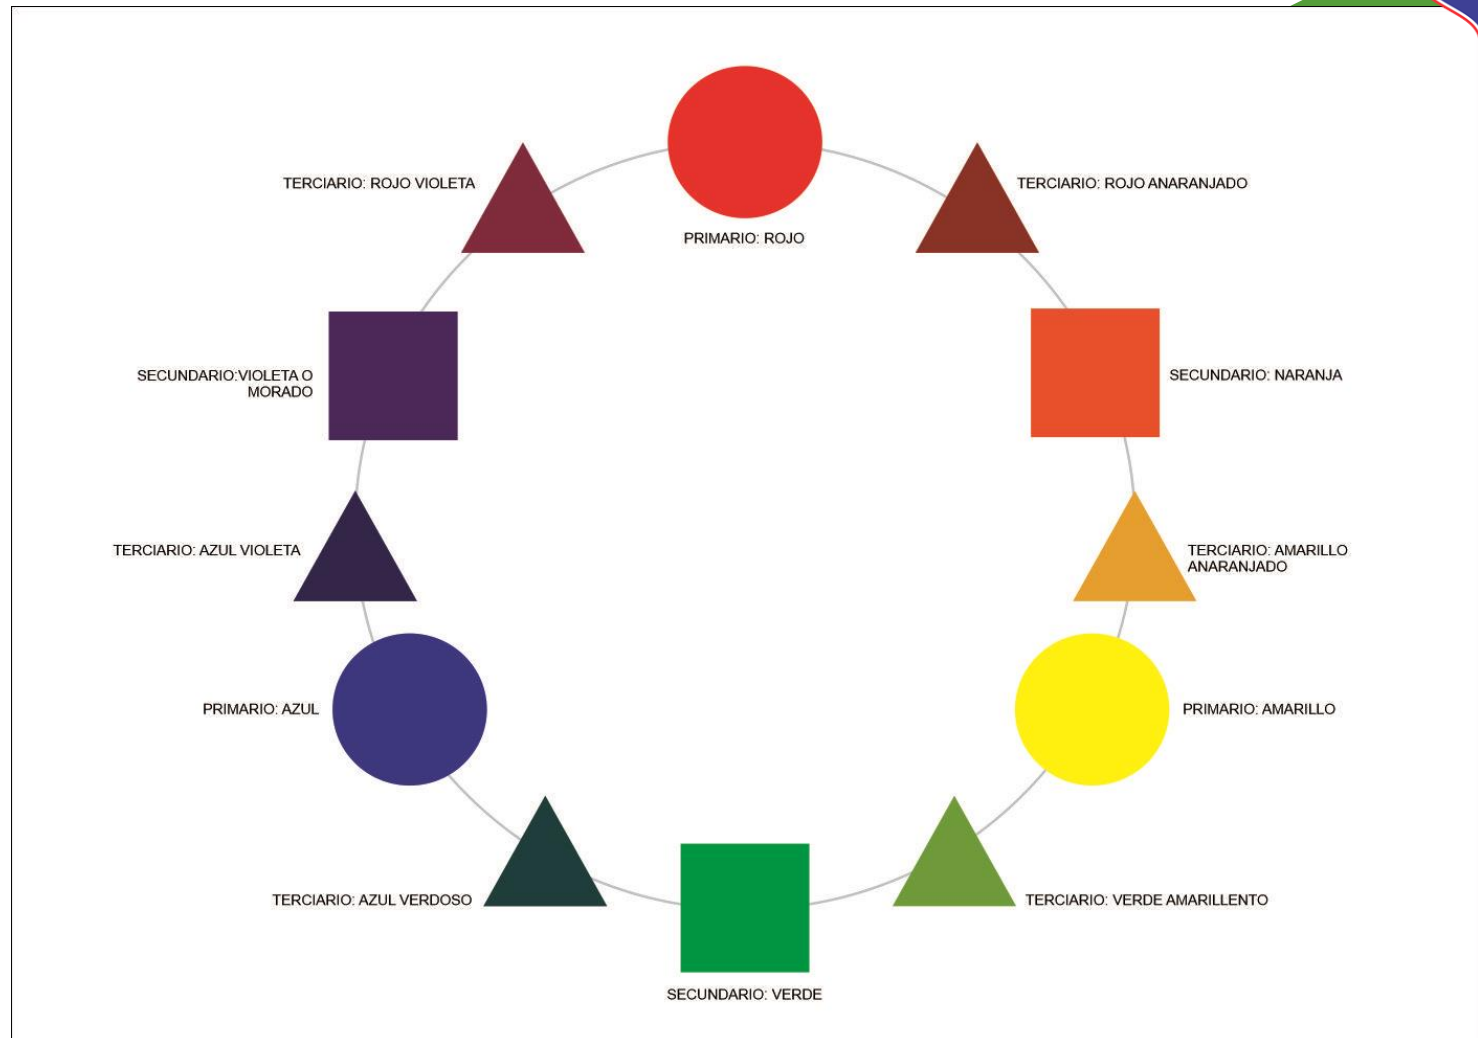 TERCIARIO: ROJO VIOLETA
TERCIARIO: ROJO ANARANJADO
PRIMARIO: ROJO
SECUNDARIO:VIOLETA O
MORADO
SECUNDARIO: NARANJA
TERCIARIO: AZUL VIOLETA
TERCIARIO: AMARILLO
ANARANJADO
PRIMARIO: AZUL
PRIMARIO: AMARILLO
TERCIARIO: AZUL VERDOSO
TERCIARIO: VERDE AMARILLENTO
SECUNDARIO: VERDE